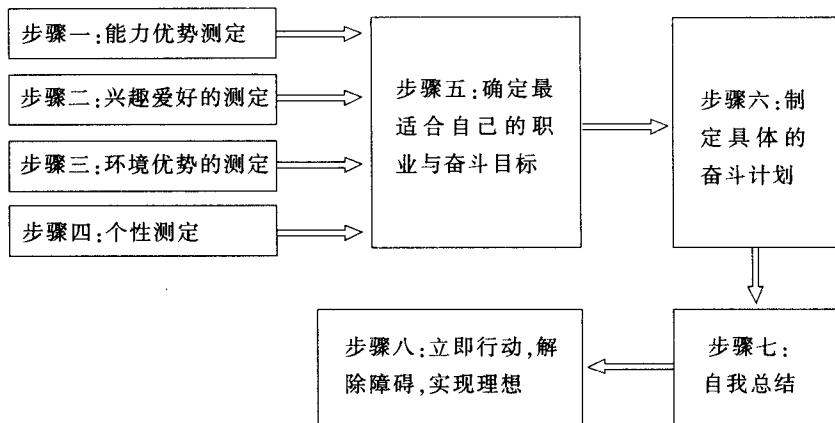 步骤一:能力优势测定
步骤二:兴趣爱好的测定
步骤三:环境优势的测定
步骤四:个性测定
步骤五:确定最
适合自己的职
业与奋斗目标
步骤六:制
定具体的
奋斗计划
步骤七:
自我总结
步骤八:立即行动,解
除障碍,实现理想